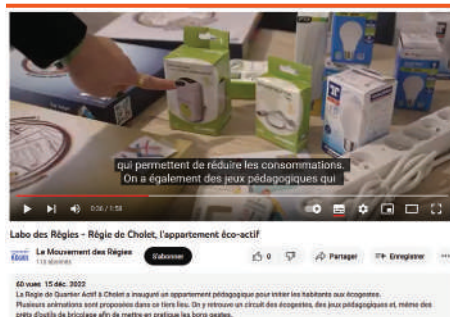 qui permettent de réduire les consommations.
On a également des jeux pédagogiques qui
0:36 / 1:58
Labo des Régies - Régie de Cholet, l'appartement éco-actif
Le Mouvement des Régies
S'abonner
0
Partager
Enregistrer
113 abonnés
60 vues 15 déc. 2022
La Régie de Quartier Actif à Cholet a inauguré un appartement pédagogique pour initier les habitants aux écogestes.
Plusieurs animations sont proposées dans ce tiers lieu. On y retrouve un circuit des écogestes, des jeux pédagogiques et, même des
prêts d'outils de bricolage afin de mettre en pratique les bons gestes.